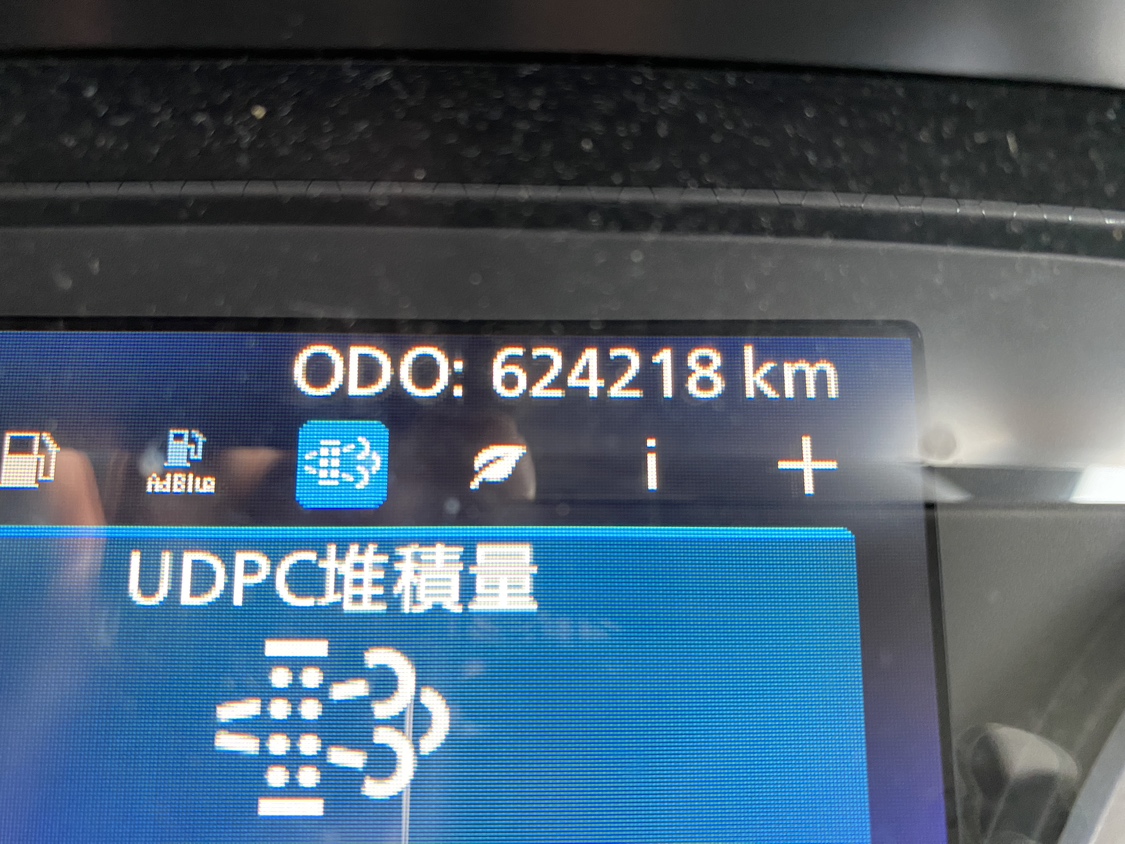 ODO: 624218 km
AdBlue
i
UDPC堆積量